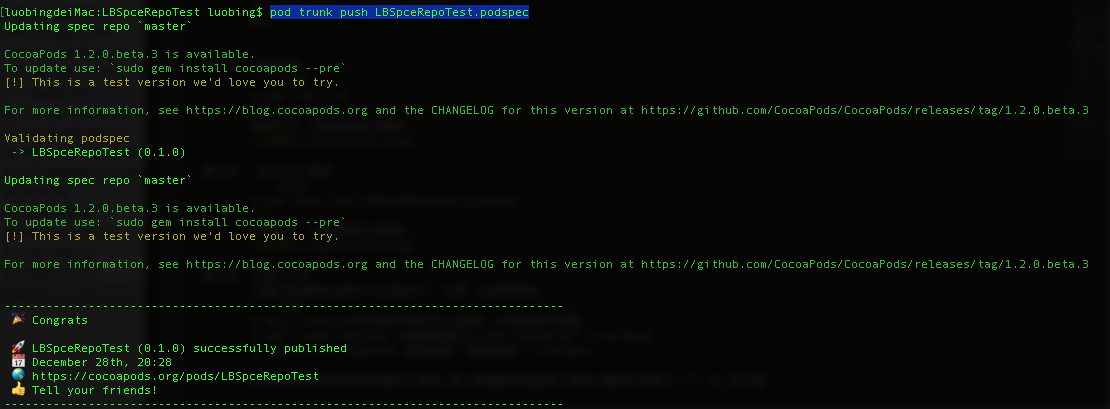 [luobingdeiMac:LBSpceRepoTest luobing$ pod trunk push LBSpceRepoTest.podspec
Updating spec repo `master`
CocoaPods 1.2.0.beta.3 is available.
To update use: `sudo gem install cocoapods --pre`
[!] This is a test version we'd love you to try.
For more information, see https://blog.cocoapods.org and the CHANGELOG for this version at https://github.com/CocoaPods/CocoaPods/releases/tag/1.2.0.beta.3
Validating podspec
-> LBSpceRepoTest (0.1.0)
Updating spec repo `master`
CocoaPods 1.2.0.beta.3 is available.
To update use: `sudo gem install cocoapods --pre`
[!] This is a test version we'd love you to try.
For more information, see https://blog.cocoapods.org and the CHANGELOG for this version at https://github.com/CocoaPods/CocoaPods/releases/tag/1.2.0.beta.3
--------------------------------------------------------------------------------
🎉 Congrats
🚀 LBSpceRepoTest (0.1.0) successfully published
📅 December 28th, 20:28
🌎 https://cocoapods.org/pods/LBSpceRepoTest
👍 Tell your friends!
--------------------------------------------------------------------------------